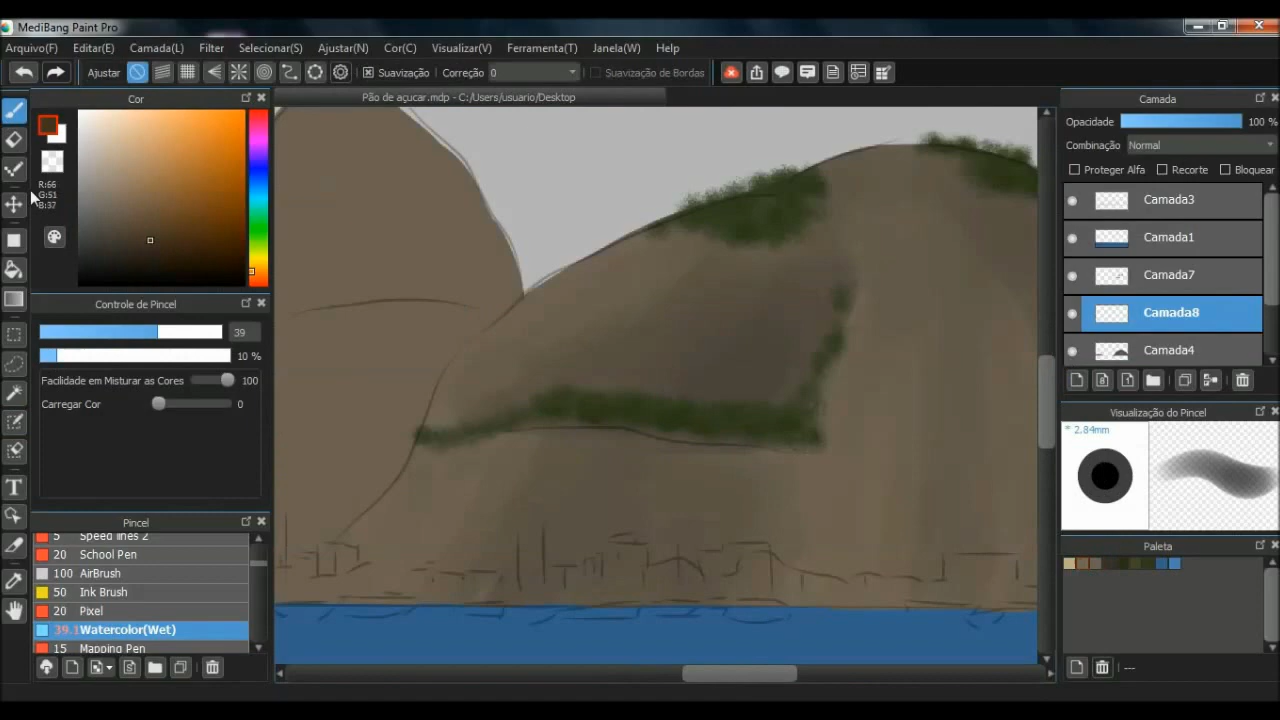 MediBang Paint Pro
Arquivo(F) Editar(E) Camada(L) Filter Selecionar(S) Ajustar(N) Cor(C) Visualizar(V) Ferramenta(T) Janela(W) Help
Ajustar Suavização Correção 0 Suavização de Bordas
Cor
Pão de açucar.mdp - C:/Users/usuario/Desktop
Camada
Opacidade 100 %
Combinação Normal
Proteger Alfa Recorte Bloquear
R:66
G:51
B:37
Camada3
Camada1
Camada7
Camada8
Camada4
Controle de Pincel
39
10 %
Facilidade em Misturar as Cores 100
Carregar Cor 0
Visualização do Pincel
* 2.84mm
Pincel
5 Speed lines 2
20 School Pen
100 AirBrush
50 Ink Brush
20 Pixel
39.1 Watercolor(Wet)
15 Mapping Pen
Paleta
---